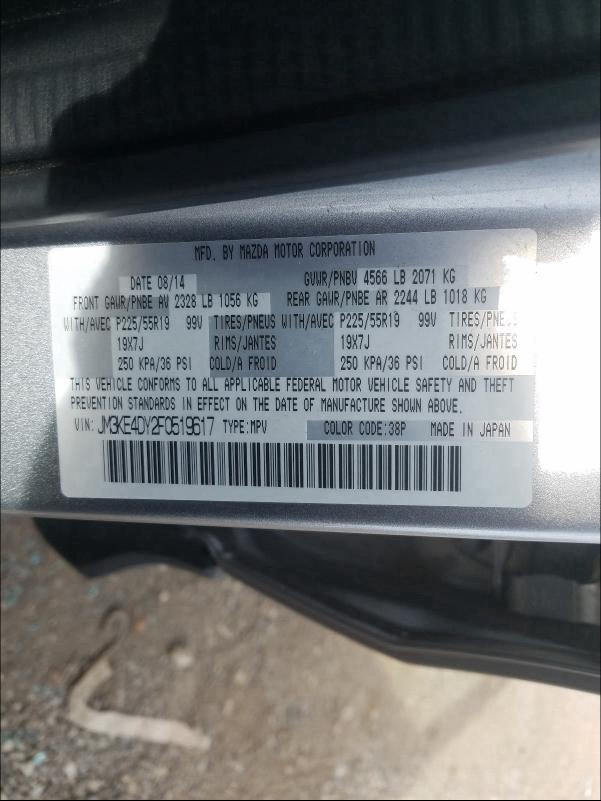 MFD. BY MAZDA MOTOR CORPORATION
DATE 08/14 GVWR/PNBV 4566 LB 2071 KG
FRONT GAWR/PNBE AV 2328 LB 1056 KG REAR GAWR/PNBE AR 2244 LB 1018 KG
WITH/AVEC P225/55R19 99V TIRES/PNEUS WITH/AVEC P225/55R19 99V TIRES/PNEUS
19X7J RIMS/JANTES 19X7J RIMS/JANTES
250 KPA/36 PSI COLD/A FROID 250 KPA/36 PSI COLD/A FROID
THIS VEHICLE CONFORMS TO ALL APPLICABLE FEDERAL MOTOR VEHICLE SAFETY AND THEFT
PREVENTION STANDARDS IN EFFECT ON THE DATE OF MANUFACTURE SHOWN ABOVE.
VIN: JM3KE4DY2F0519617 TYPE:MPV COLOR CODE:38P MADE IN JAPAN